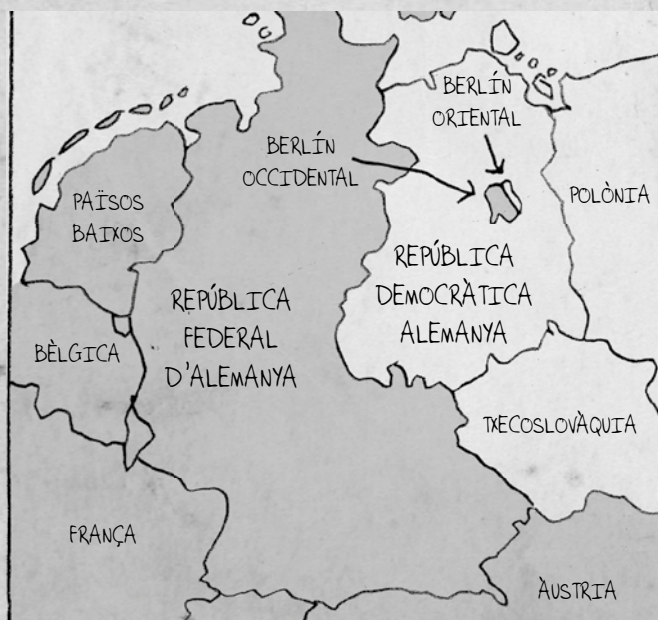 BERLÍN
ORIENTAL
BERLÍN
OCCIDENTAL
PAÏSOS
BAIXOS
POLÒNIA
REPÚBLICA
DEMOCRÀTICA
ALEMANYA
REPÚBLICA
FEDERAL
D'ALEMANYA
BÈLGICA
TXECOSLOVÀQUIA
FRANÇA
ÀUSTRIA